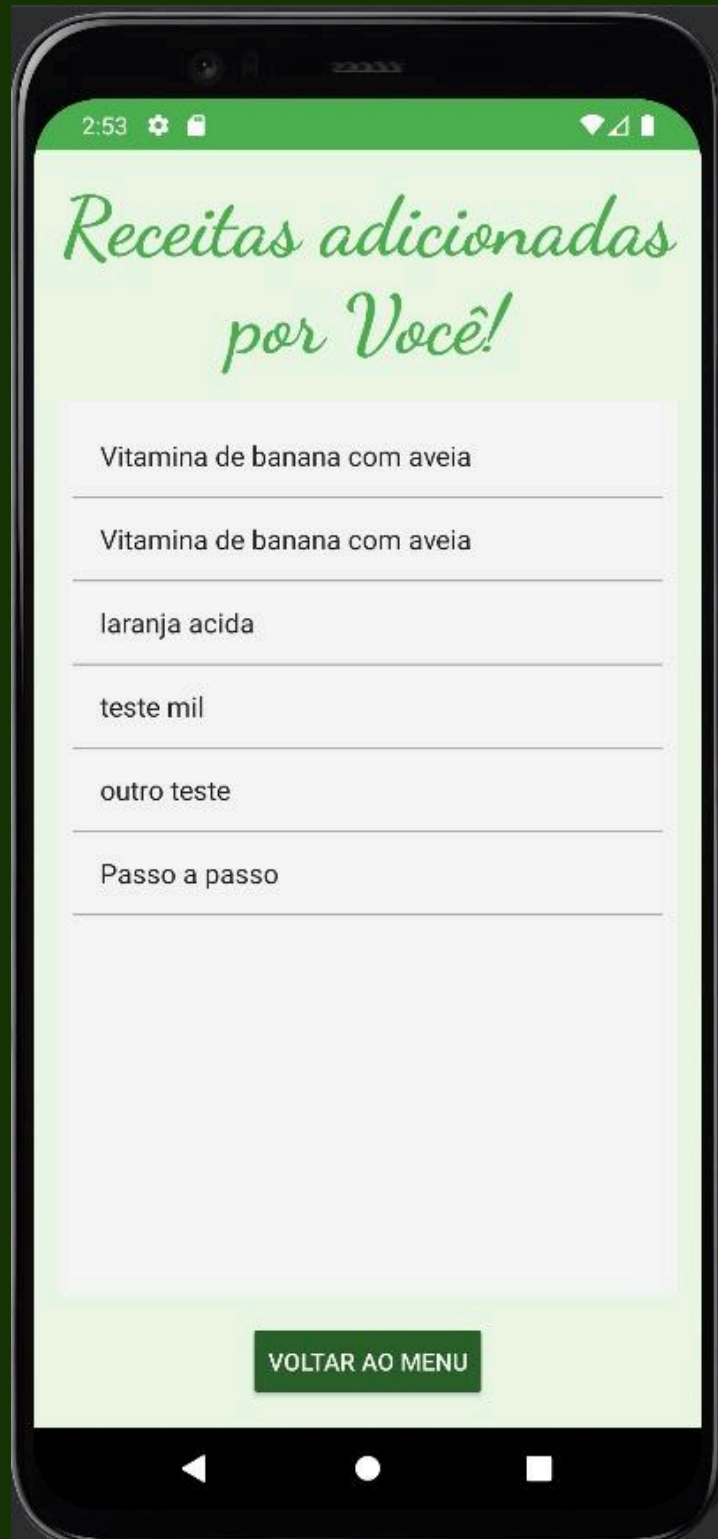 2:53
Receitas adicionadas
por Você!
Vitamina de banana com aveia
Vitamina de banana com aveia
laranja acida
teste mil
outro teste
Passo a passo
VOLTAR AO MENU